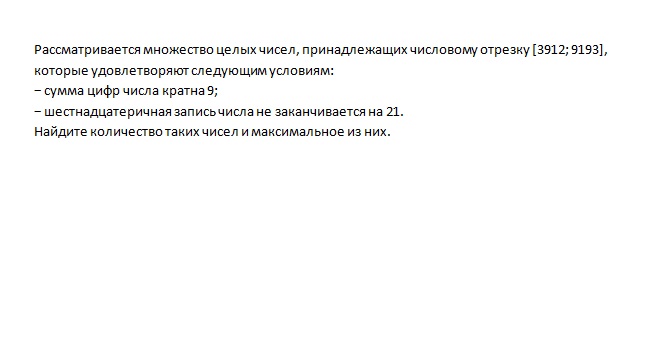 Рассматривается множество целых чисел, принадлежащих числовому отрезку [3912; 9193],
которые удовлетворяют следующим условиям:
− сумма цифр числа кратна 9;
− шестнадцатеричная запись числа не заканчивается на 21.
Найдите количество таких чисел и максимальное из них.